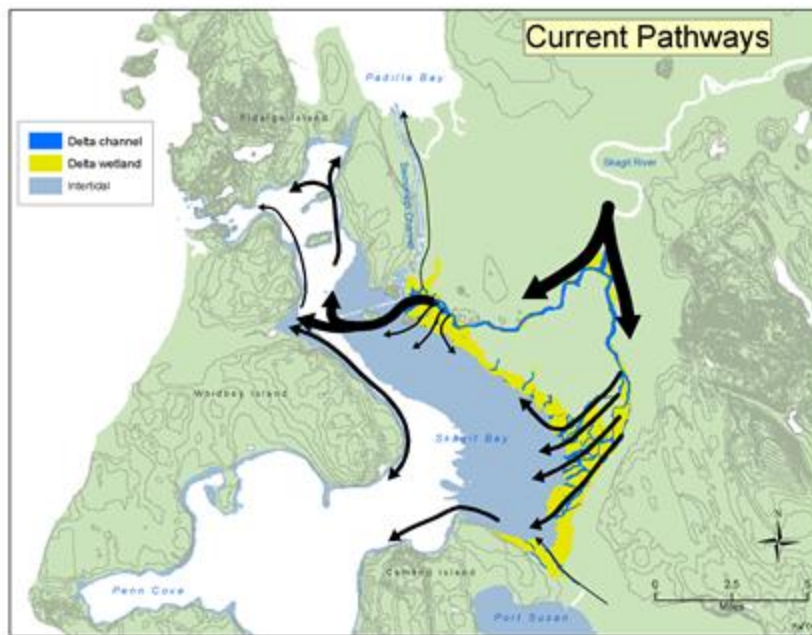 Current Pathways
Padilla Bay
Fidalgo Island
Delta channel
Delta wetland
Intertidal
Skagit River
Swinomish Channel
Whidbey Island
Skagit Bay
N
Camano Island
Penn Cove
Port Susan
0 2.5 5
Miles